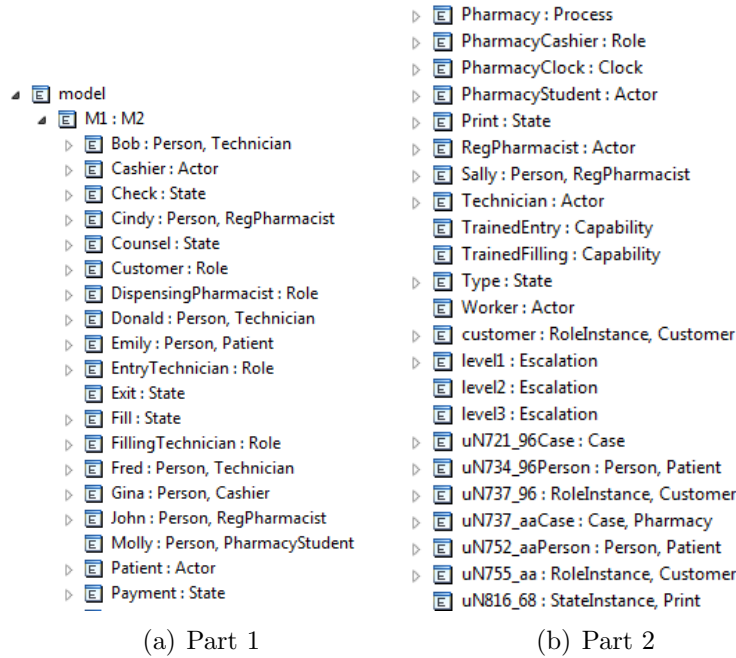 model
M1 : M2
Bob : Person, Technician
Cashier : Actor
Check : State
Cindy : Person, RegPharmacist
Counsel : State
Customer : Role
DispensingPharmacist : Role
Donald : Person, Technician
Emily : Person, Patient
EntryTechnician : Role
Exit : State
Fill : State
FillingTechnician : Role
Fred : Person, Technician
Gina : Person, Cashier
John : Person, RegPharmacist
Molly : Person, PharmacyStudent
Patient : Actor
Payment : State
(a) Part 1
Pharmacy : Process
PharmacyCashier : Role
PharmacyClock : Clock
PharmacyStudent : Actor
Print : State
RegPharmacist : Actor
Sally : Person, RegPharmacist
Technician : Actor
TrainedEntry : Capability
TrainedFilling : Capability
Type : State
Worker : Actor
customer : RoleInstance, Customer
level1 : Escalation
level2 : Escalation
level3 : Escalation
uN721_96Case : Case
uN734_96Person : Person, Patient
uN737_96 : RoleInstance, Customer
uN737_aaCase : Case, Pharmacy
uN752_aaPerson : Person, Patient
uN755_aa : RoleInstance, Customer
uN816_68 : StateInstance, Print
(b) Part 2